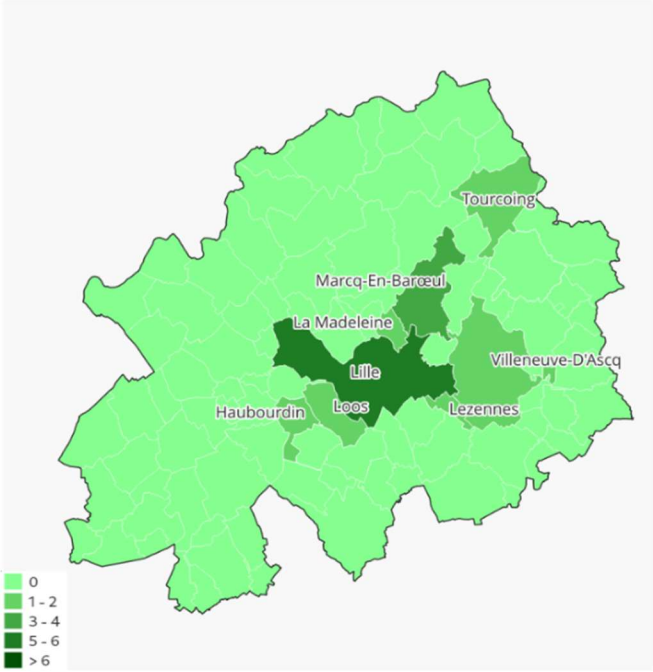 Tourcoing
Marcq-En-Barœul
La Madeleine
Villeneuve-D'Ascq
Lille
Loos
Lezennes
Haubourdin
0
1 - 2
3 - 4
5 - 6
> 6